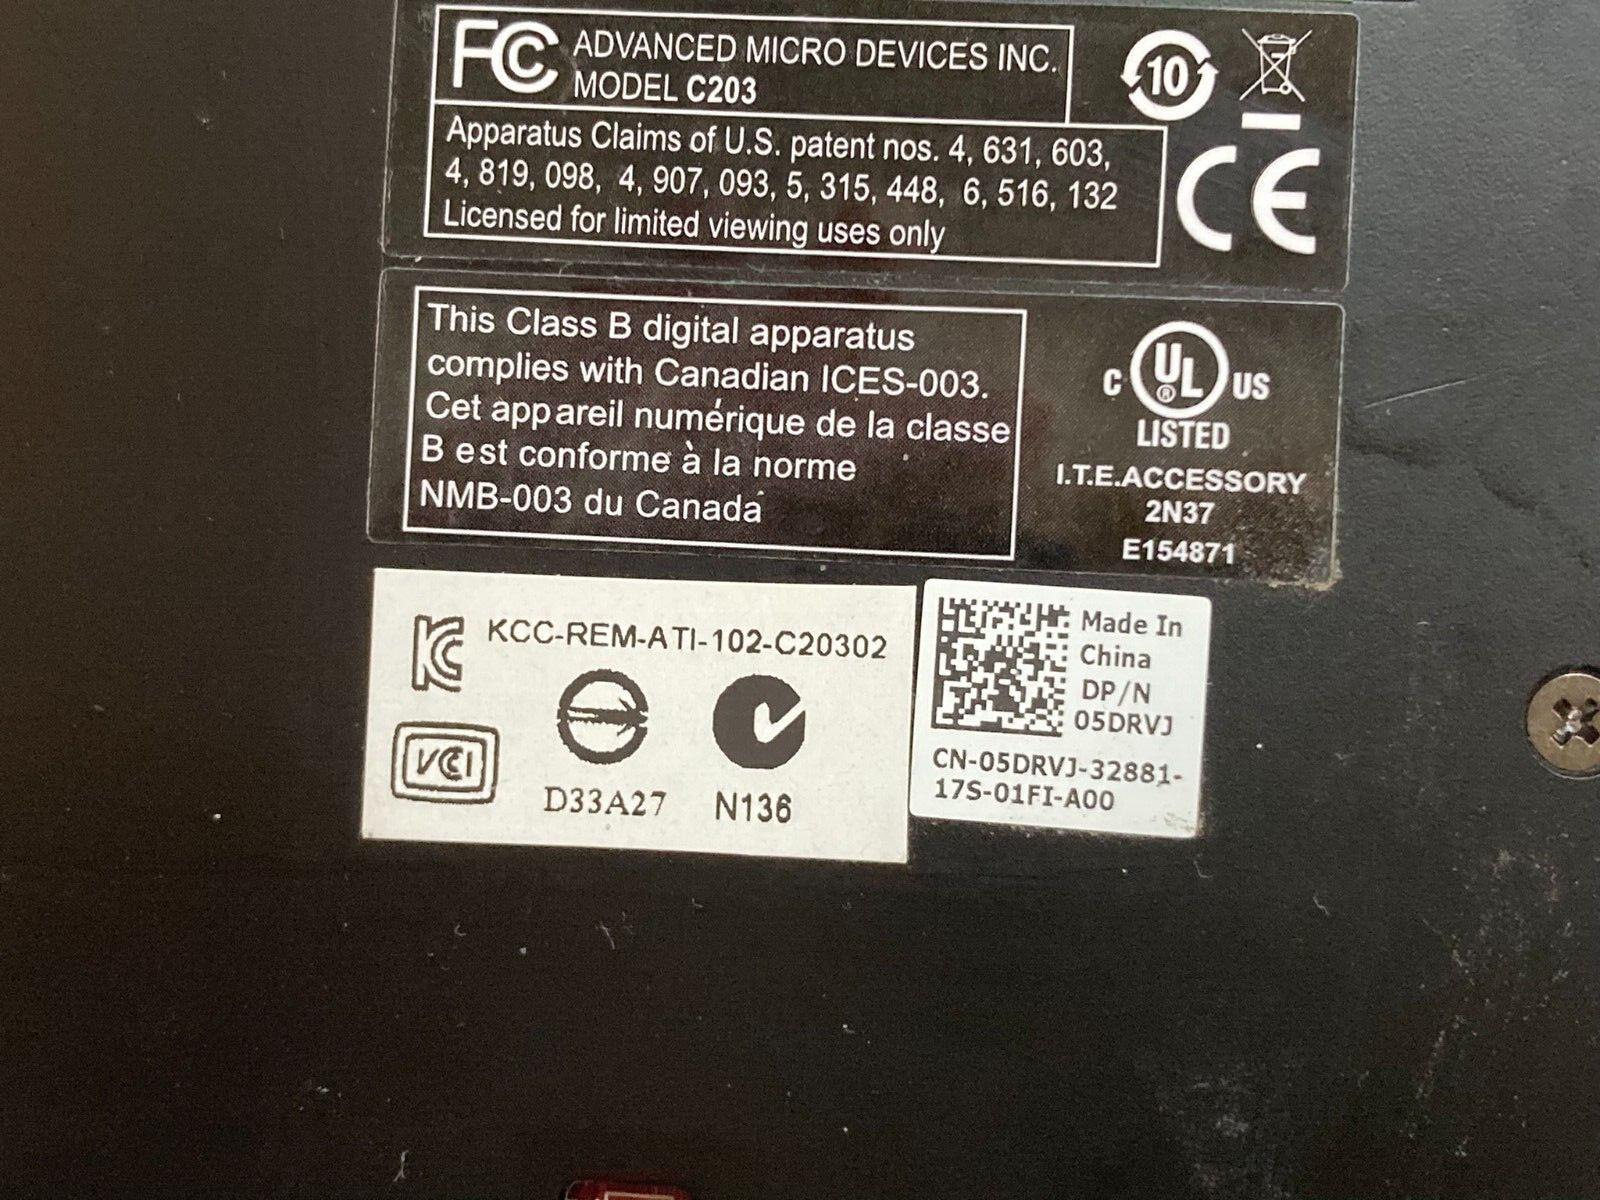 FC ADVANCED MICRO DEVICES INC.
MODEL C203
10
Apparatus Claims of U.S. patent nos. 4, 631, 603,
4, 819, 098, 4, 907, 093, 5, 315, 448, 6, 516, 132
Licensed for limited viewing uses only
CE
This Class B digital apparatus
complies with Canadian ICES-003.
Cet appareil numérique de la classe
B est conforme à la norme
NMB-003 du Canada
C UL ® US
LISTED
I.T.E.ACCESSORY
2N37
E154871
KC KCC-REM-ATI-102-C20302
VCCI
D33A27 N136
Made In
China
DP/N
05DRVJ
CN-05DRVJ-32881-
17S-01FI-A00